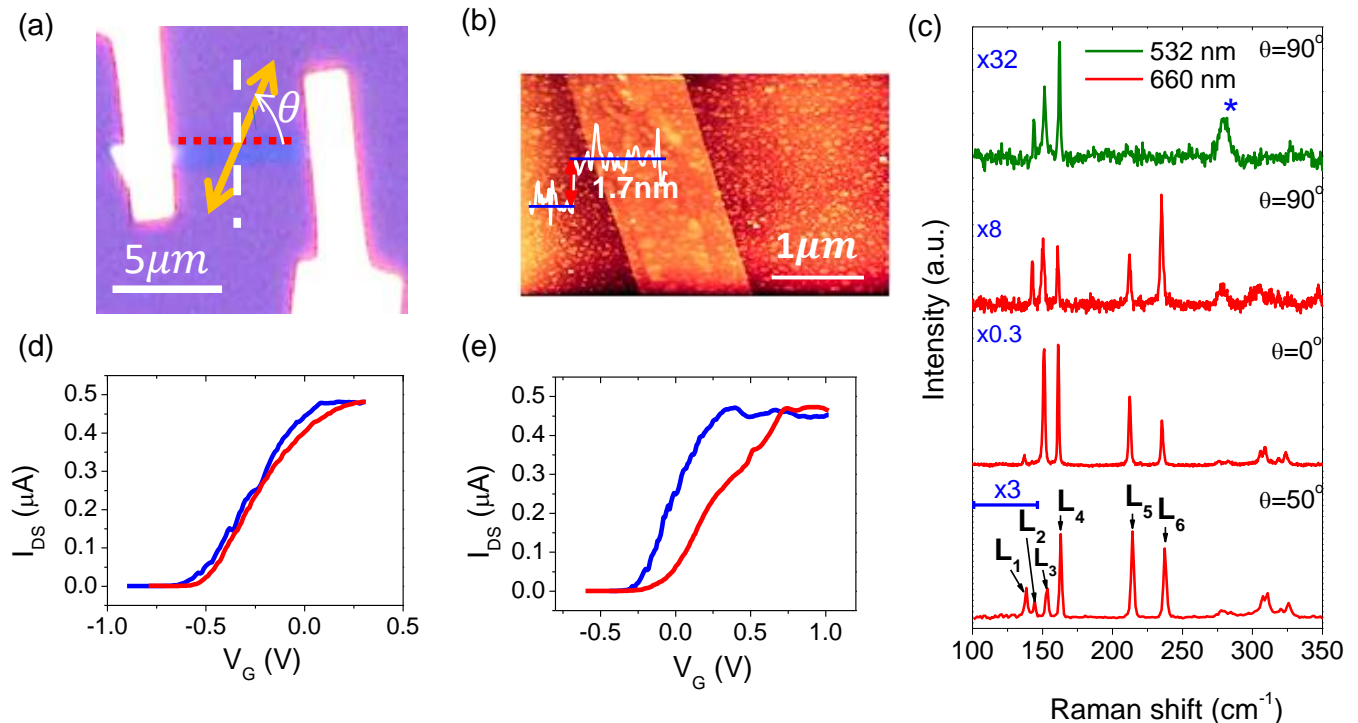 (a)
θ
5μm
(b)
1.7nm
1μm
(c)
532 nm
660 nm
x32
θ=90°
*
x8
θ=90°
x0.3
θ=0°
x3
θ=50°
L1
L2
L3
L4
L5
L6
Intensity (a.u.)
100 150 200 250 300 350
Raman shift (cm⁻¹)
(d)
0.5
0.4
0.3
0.2
0.1
0.0
-1.0 -0.5 0.0 0.5
IDS (μA)
VG (V)
(e)
0.5
0.4
0.3
0.2
0.1
0.0
-0.5 0.0 0.5 1.0
IDS (μA)
VG (V)